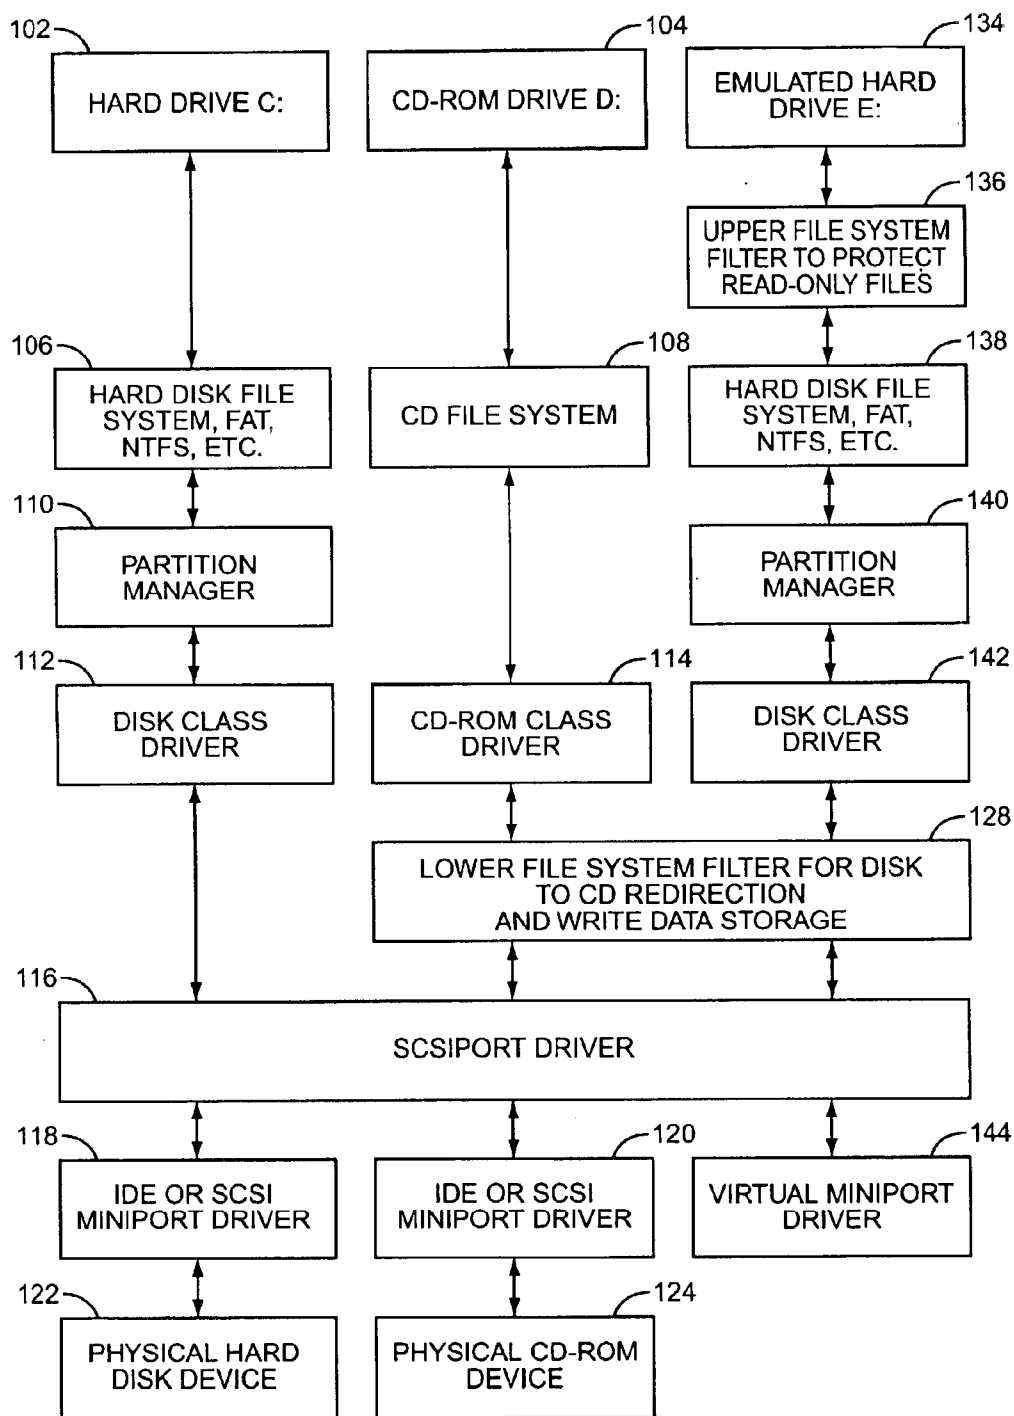 102
104
134
HARD DRIVE C:
CD-ROM DRIVE D:
EMULATED HARD
DRIVE E:
136
UPPER FILE SYSTEM
FILTER TO PROTECT
READ-ONLY FILES
106
108
138
HARD DISK FILE
SYSTEM, FAT,
NTFS, ETC.
CD FILE SYSTEM
HARD DISK FILE
SYSTEM, FAT,
NTFS, ETC.
110
140
PARTITION
MANAGER
PARTITION
MANAGER
112
114
142
DISK CLASS
DRIVER
CD-ROM CLASS
DRIVER
DISK CLASS
DRIVER
128
LOWER FILE SYSTEM FILTER FOR DISK
TO CD REDIRECTION
AND WRITE DATA STORAGE
116
SCSIPORT DRIVER
118
120
144
IDE OR SCSI
MINIPORT DRIVER
IDE OR SCSI
MINIPORT DRIVER
VIRTUAL MINIPORT
DRIVER
122
124
PHYSICAL HARD
DISK DEVICE
PHYSICAL CD-ROM
DEVICE